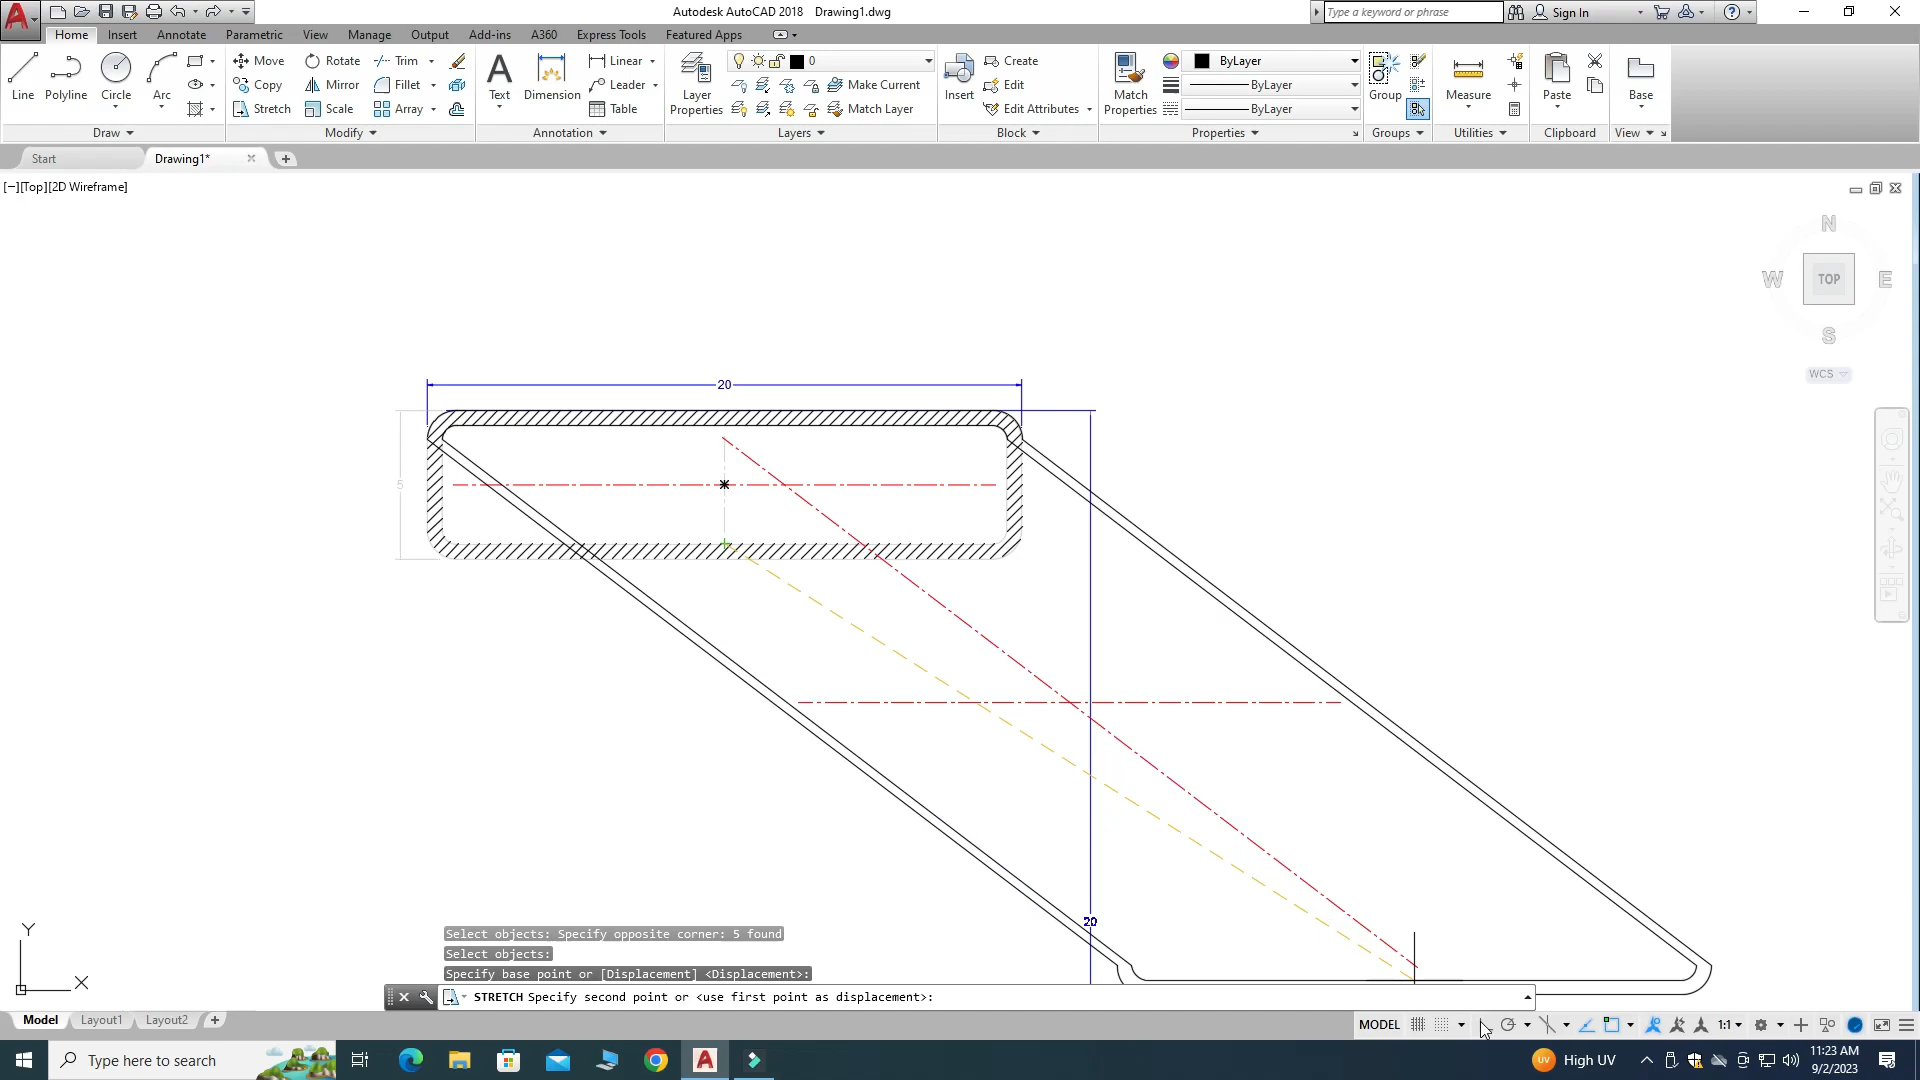 Autodesk AutoCAD 2018 Drawing1.dwg
Type a keyword or phrase
Sign In
Home Insert Annotate Parametric View Manage Output Add-ins A360 Express Tools Featured Apps
Line Polyline Circle Arc
Draw
Move Rotate Trim
Copy Mirror Fillet
Stretch Scale Array
Modify
Text Dimension
Linear
Leader
Table
Annotation
Layer Properties
0
Make Current
Match Layer
Layers
Insert
Create
Edit
Edit Attributes
Block
Match Properties
ByLayer
ByLayer
ByLayer
Properties
Group
Groups
Measure
Utilities
Paste
Clipboard
Base
View
Start Drawing1*
[−][Top][2D Wireframe]
N
W TOP E
S
WCS
20
5
20
Y
X
Select objects: Specify opposite corner: 5 found
Select objects:
Specify base point or [Displacement] <Displacement>:
STRETCH Specify second point or <use first point as displacement>:
Model Layout1 Layout2
MODEL 1:1
Type here to search
UV High UV
11:23 AM
9/2/2023